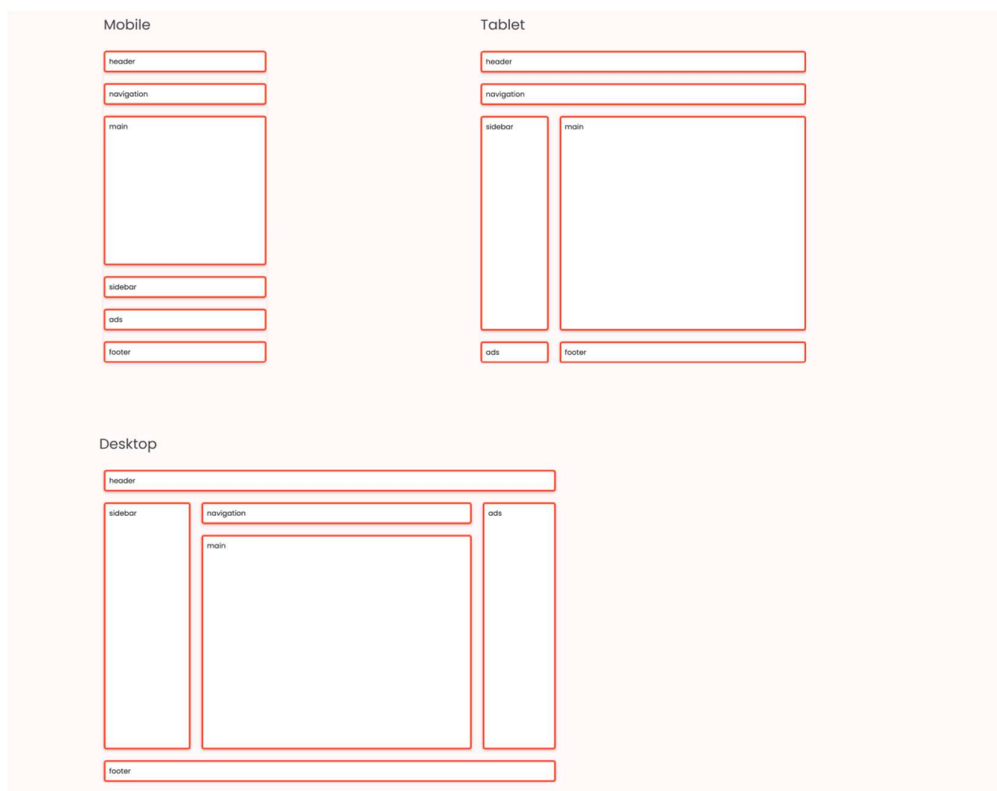 Mobile
header
navigation
main
sidebar
ads
footer
Tablet
header
navigation
sidebar
main
ads
footer
Desktop
header
sidebar
navigation
ads
main
footer